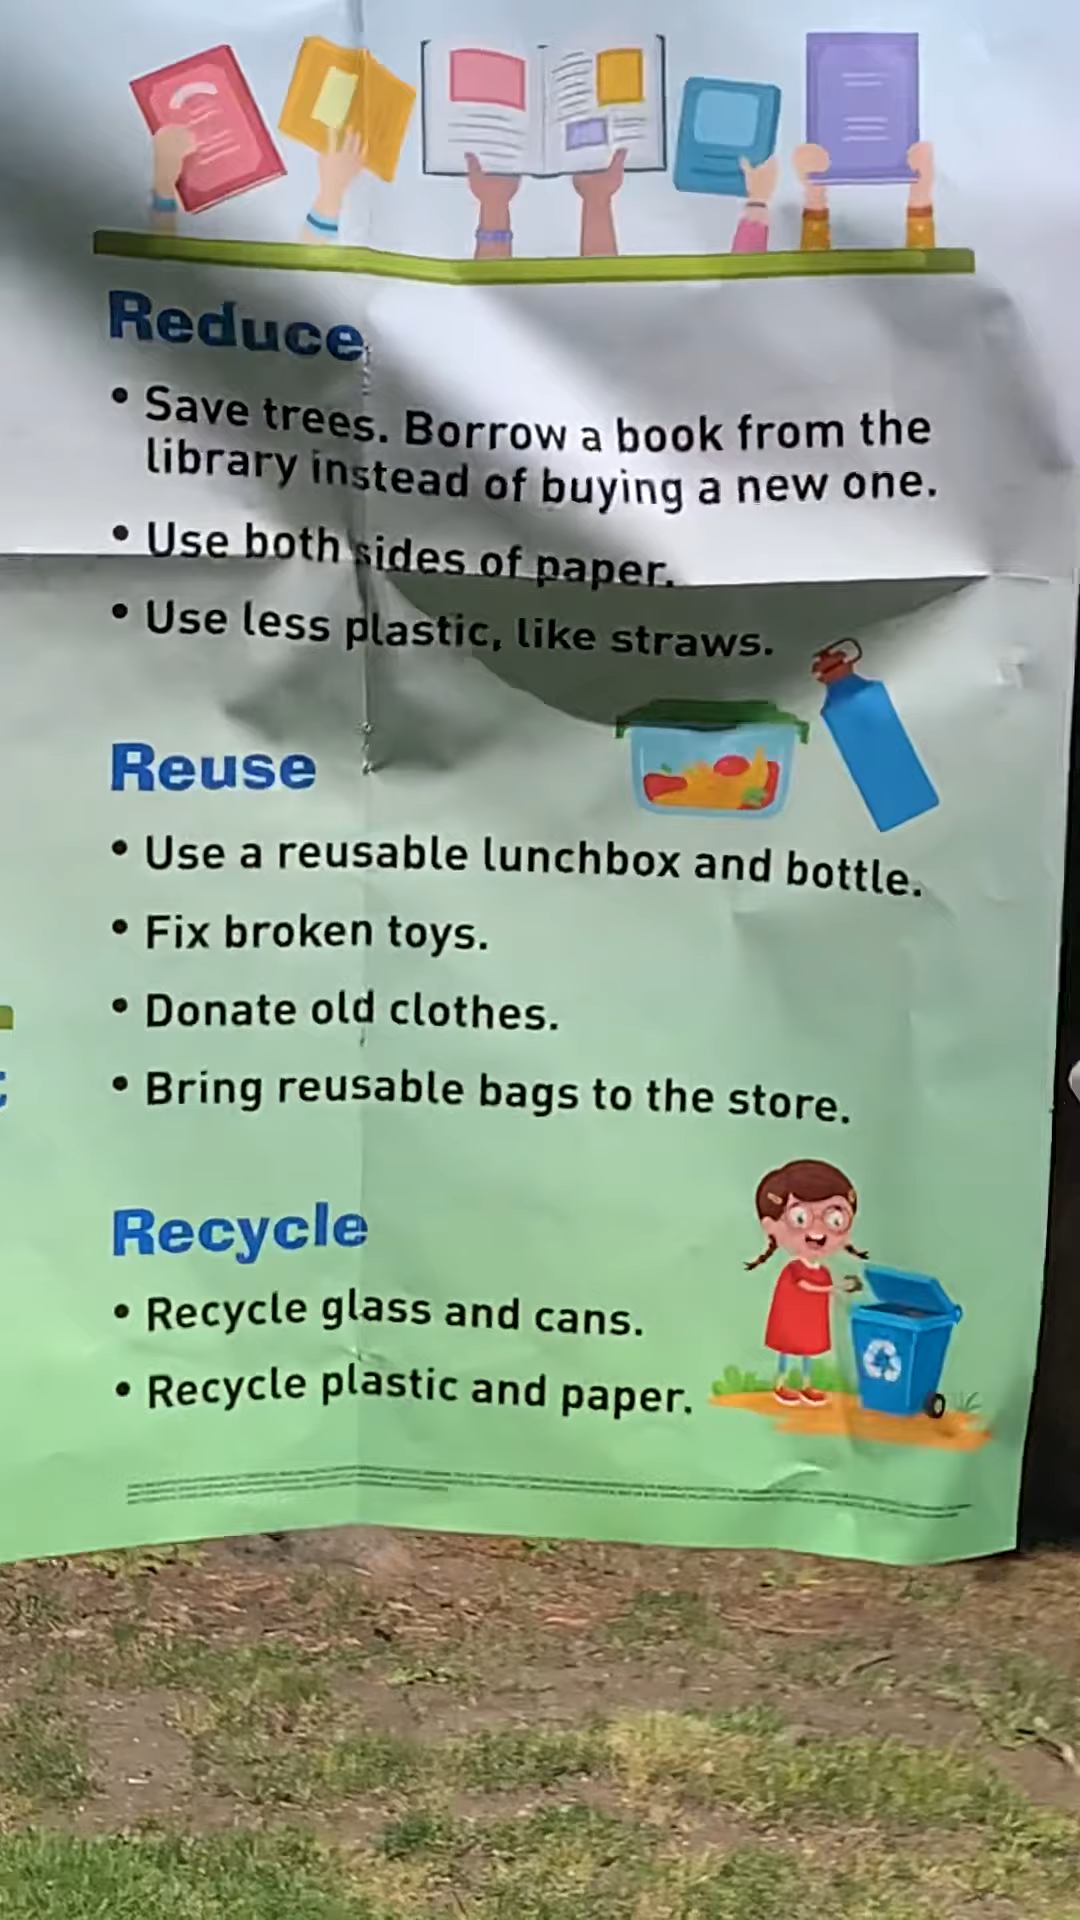 Reduce
• Save trees. Borrow a book from the
library instead of buying a new one.
• Use both sides of paper.
• Use less plastic, like straws.
Reuse
• Use a reusable lunchbox and bottle.
• Fix broken toys.
• Donate old clothes.
• Bring reusable bags to the store.
Recycle
• Recycle glass and cans.
• Recycle plastic and paper.